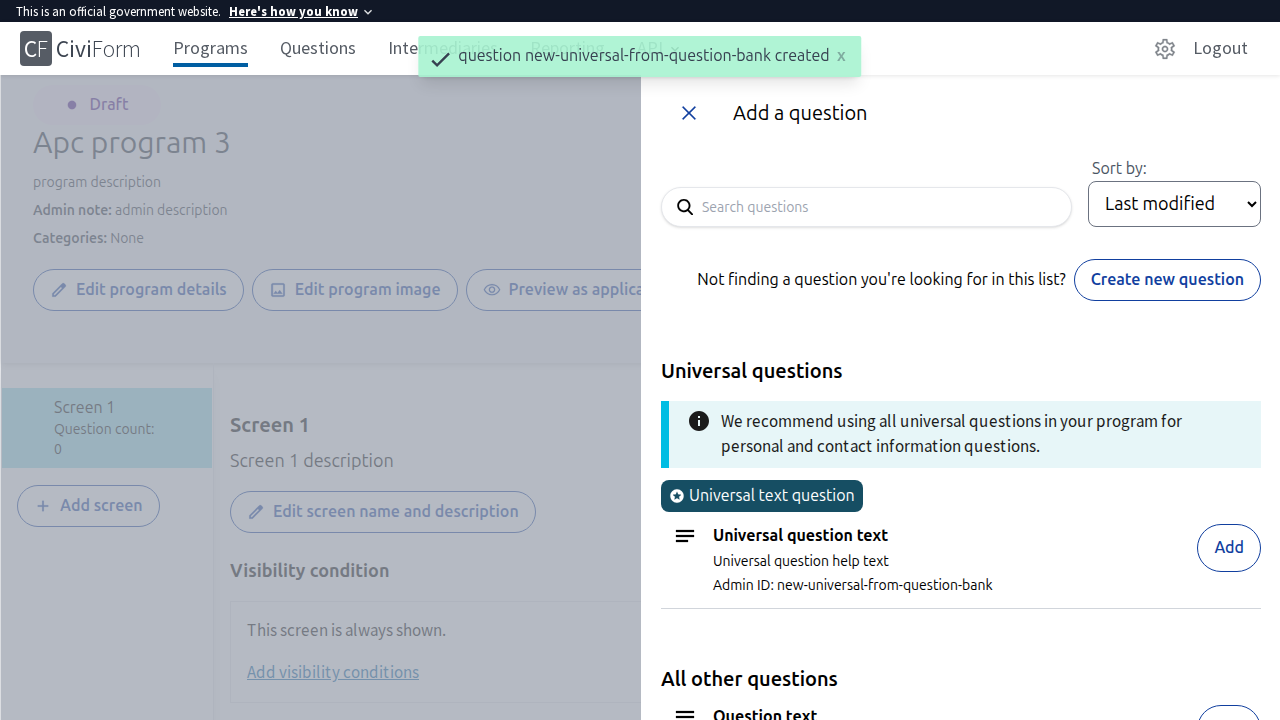 This is an official government website. Here's how you know
CF CiviForm
Programs
Questions
Intermediaries
Reporting
API
Logout
question new-universal-from-question-bank created x
Draft
Apc program 3
program description
Admin note: admin description
Categories: None
Edit program details
Edit program image
Preview as applica
Screen 1
Question count:
0
Add screen
Screen 1
Screen 1 description
Edit screen name and description
Visibility condition
This screen is always shown.
Add visibility conditions
Add a question
Sort by:
Search questions
Last modified
Not finding a question you're looking for in this list?
Create new question
Universal questions
We recommend using all universal questions in your program for
personal and contact information questions.
Universal text question
Universal question text
Universal question help text
Admin ID: new-universal-from-question-bank
Add
All other questions
Question text